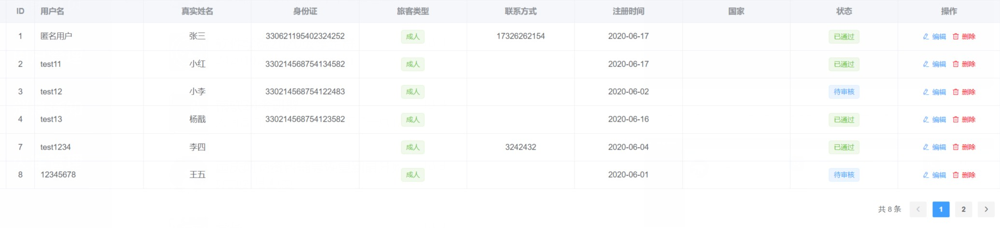 ID 用户名 真实姓名 身份证 旅客类型 联系方式 注册时间 国家 状态 操作
1 匿名用户 张三 330621195402324252 成人 17326262154 2020-06-17 已通过 编辑 删除
2 test11 小红 330214568754134582 成人 2020-06-17 已通过 编辑 删除
3 test12 小李 330214568754122483 成人 2020-06-02 待审核 编辑 删除
4 test13 杨戬 330214568754123582 成人 2020-06-16 已通过 编辑 删除
7 test1234 李四 成人 3242432 2020-06-04 已通过 编辑 删除
8 12345678 王五 成人 2020-06-01 待审核 编辑 删除
共 8 条 1 2